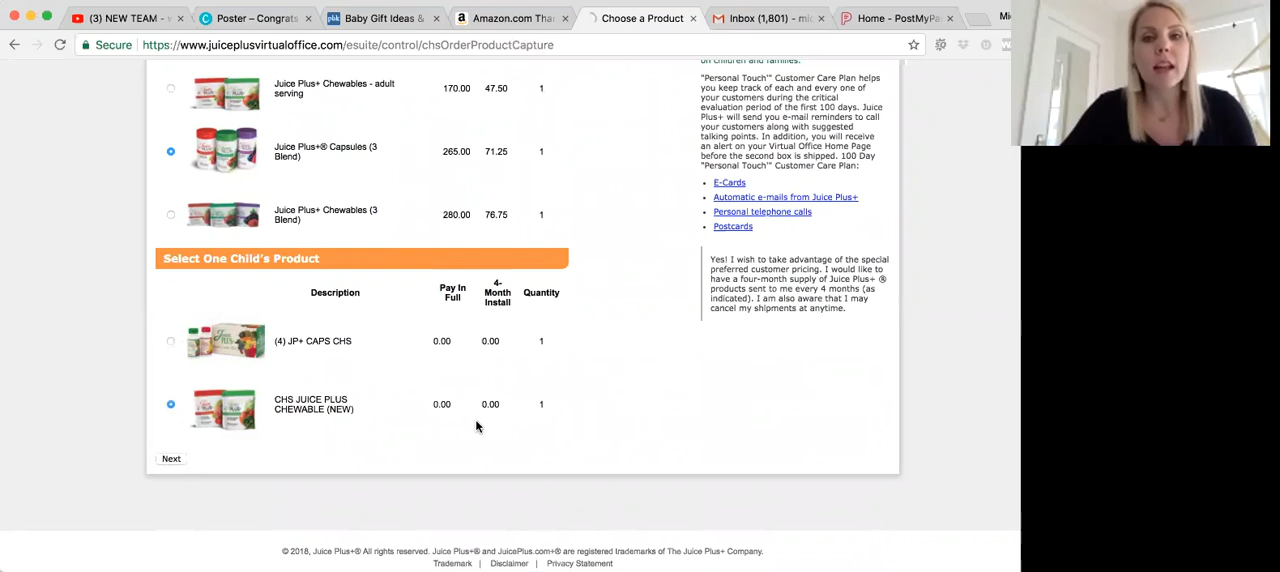 (3) NEW TEAM - w
Poster – Congrats
Baby Gift Ideas &
Amazon.com Than
Choose a Product
Inbox (1,801) - mic
Home - PostMyPa
Mi
Secure
https://www.juiceplusvirtualoffice.com/esuite/control/chsOrderProductCapture
Juice Plus+ Chewables - adult
serving
170.00 47.50 1
Juice Plus+® Capsules (3
Blend)
265.00 71.25 1
Juice Plus+ Chewables (3
Blend)
280.00 76.75 1
Select One Child's Product
Description
Pay In
Full
4-
Month
Install
Quantity
(4) JP+ CAPS CHS 0.00 0.00 1
CHS JUICE PLUS
CHEWABLE (NEW)
0.00 0.00 1
Next
on children and families.
"Personal Touch™" Customer Care Plan helps
you keep track of each and every one of
your customers during the critical
evaluation period of the first 100 days. Juice
Plus+ will send you e-mail reminders to call
your customers along with suggested
talking points. In addition, you will receive
an alert on your Virtual Office Home Page
before the second box is shipped. 100 Day
"Personal Touch™" Customer Care Plan:
• E-Cards
• Automatic e-mails from Juice Plus+
• Personal telephone calls
• Postcards
Yes! I wish to take advantage of the special
preferred customer pricing. I would like to
have a four-month supply of Juice Plus+ ®
products sent to me every 4 months (as
indicated). I am also aware that I may
cancel my shipments at anytime.
© 2018, Juice Plus+® All rights reserved. Juice Plus+® and JuicePlus.com+® are registered trademarks of The Juice Plus+ Company.
Trademark | Disclaimer | Privacy Statement